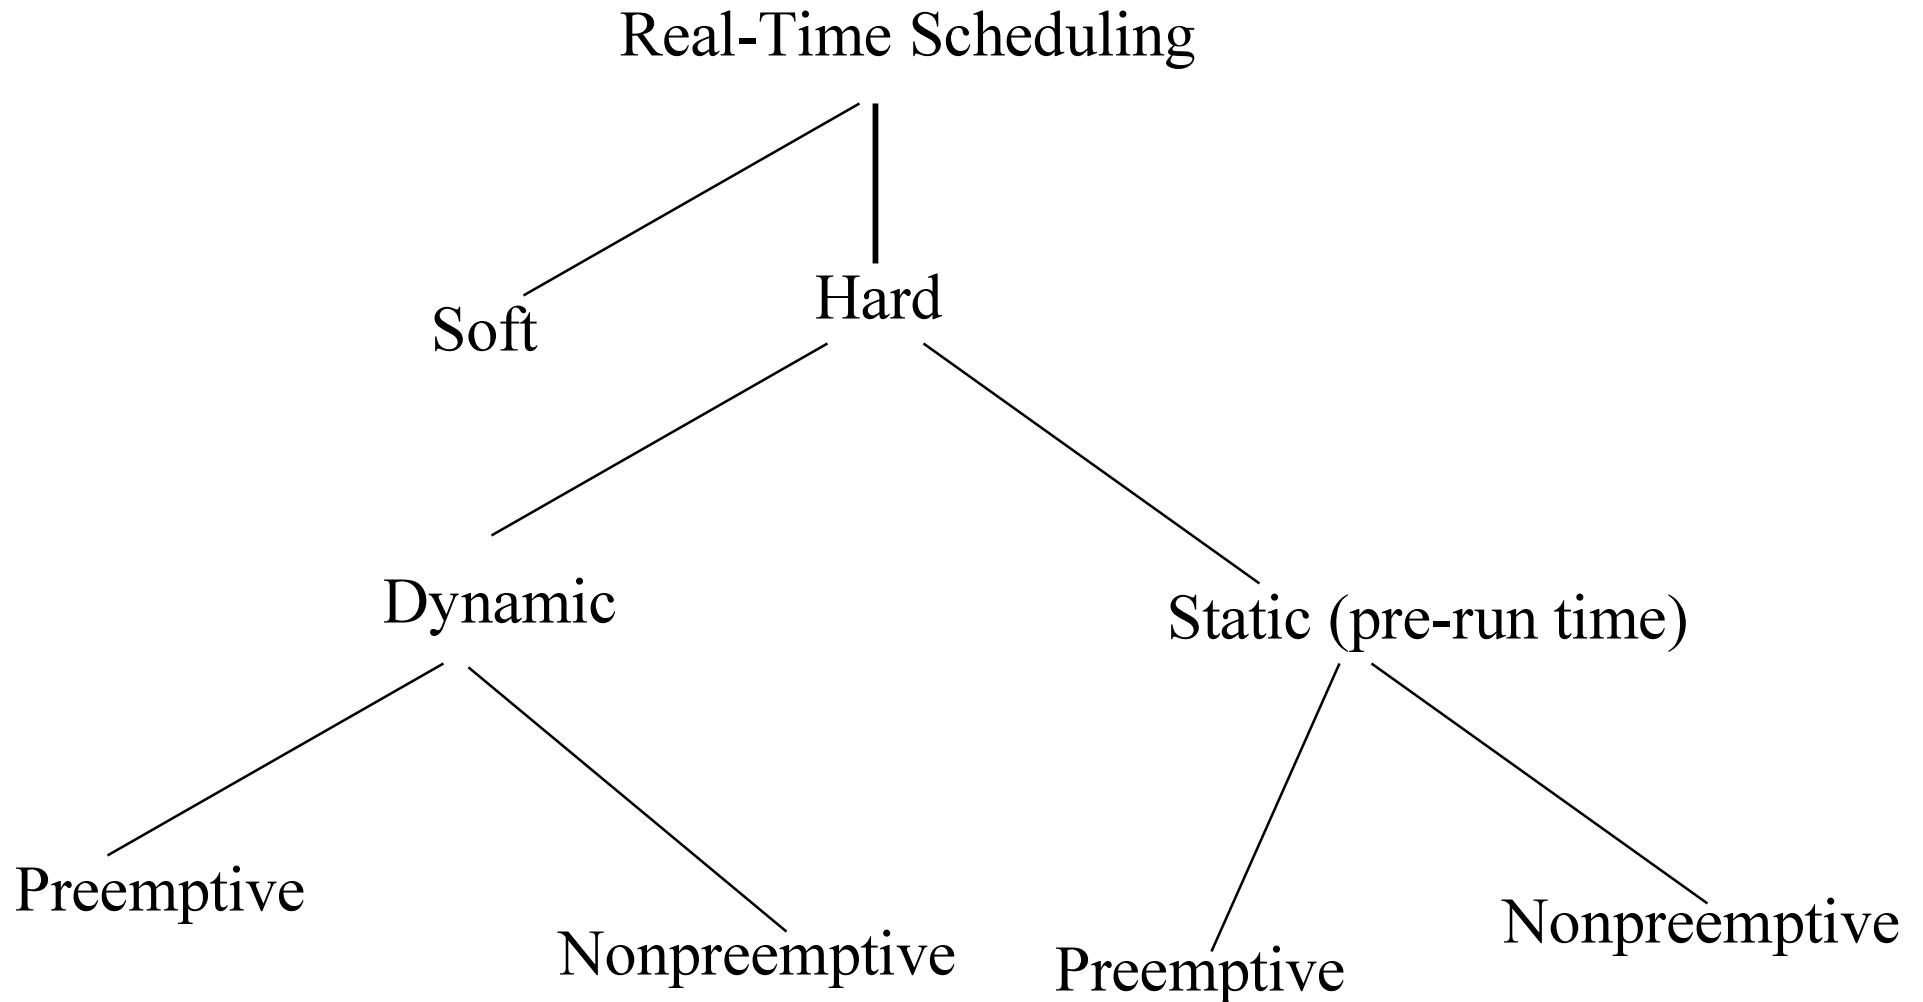 Real-Time Scheduling
Soft
Hard
Dynamic
Static (pre-run time)
Preemptive
Nonpreemptive
Preemptive
Nonpreemptive